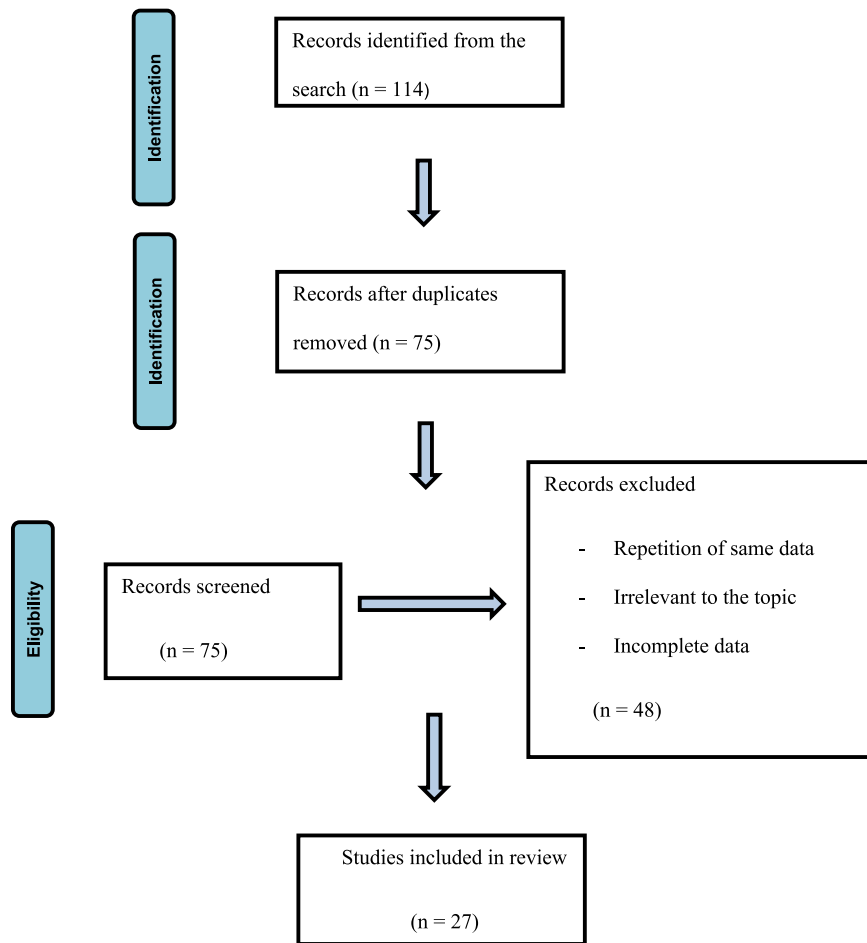 Identification
Records identified from the
search (n = 114)
Identification
Records after duplicates
removed (n = 75)
Eligibility
Records screened
(n = 75)
Records excluded
- Repetition of same data
- Irrelevant to the topic
- Incomplete data
(n = 48)
Studies included in review
(n = 27)